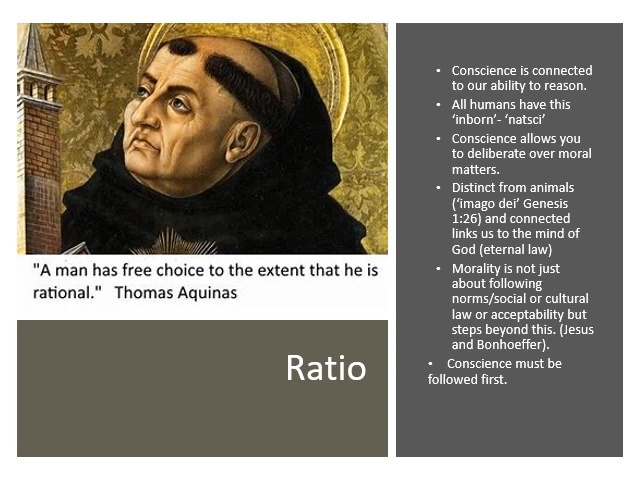 "A man has free choice to the extent that he is
rational."   Thomas Aquinas
Ratio
• Conscience is connected
to our ability to reason.
• All humans have this
‘inborn’- ‘natsci’
• Conscience allows you
to deliberate over moral
matters.
• Distinct from animals
(‘imago dei’ Genesis
1:26) and connected
links us to the mind of
God (eternal law)
• Morality is not just
about following
norms/social or cultural
law or acceptability but
steps beyond this. (Jesus
and Bonhoeffer).
• Conscience must be
followed first.